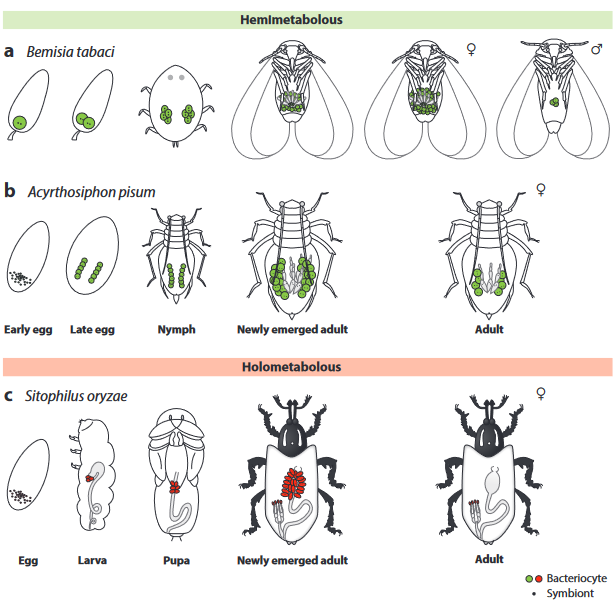 Hemimetabolous
a Bemisia tabaci
♀
♂
b Acyrthosiphon pisum
♀
Early egg Late egg Nymph Newly emerged adult Adult
Holometabolous
c Sitophilus oryzae
♀
Egg Larva Pupa Newly emerged adult Adult
Bacteriocyte
Symbiont